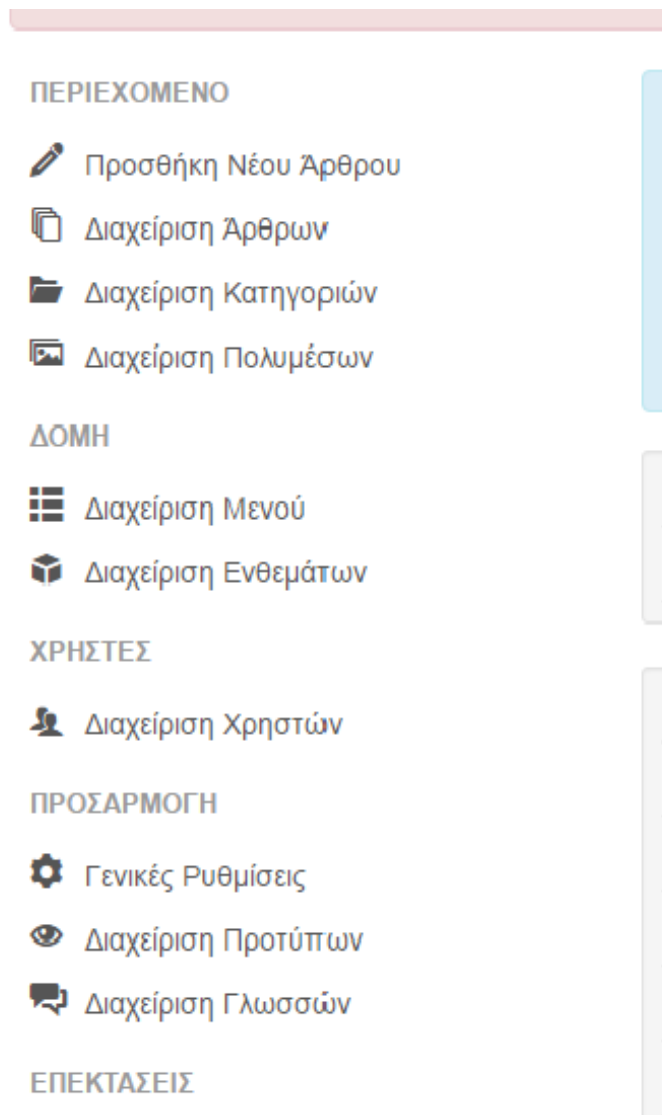 ΠΕΡΙΕΧΟΜΕΝΟ
Προσθήκη Νέου Άρθρου
Διαχείριση Άρθρων
Διαχείριση Κατηγοριών
Διαχείριση Πολυμέσων
ΔΟΜΗ
Διαχείριση Μενού
Διαχείριση Ενθεμάτων
ΧΡΗΣΤΕΣ
Διαχείριση Χρηστών
ΠΡΟΣΑΡΜΟΓΗ
Γενικές Ρυθμίσεις
Διαχείριση Προτύπων
Διαχείριση Γλωσσών
ΕΠΕΚΤΑΣΕΙΣ